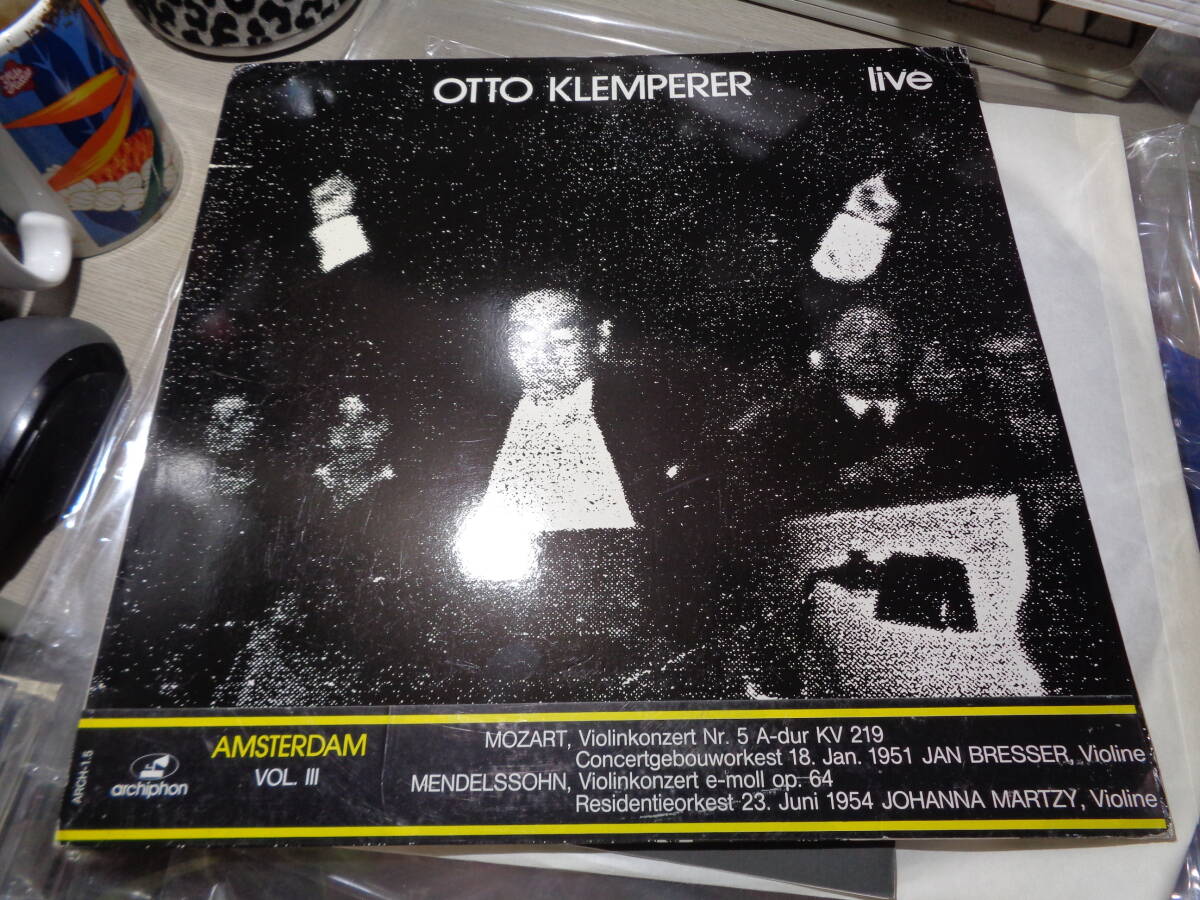 OTTO KLEMPERER
live
AMSTERDAM
VOL. III
archiphon
ARCH-1.5
MOZART, Violinkonzert Nr. 5 A-dur KV 219
Concertgebouworkest 18. Jan. 1951 JAN BRESSER, Violine
MENDELSSOHN, Violinkonzert e-moll op. 64
Residentieorkest 23. Juni 1954 JOHANNA MARTZY, Violine